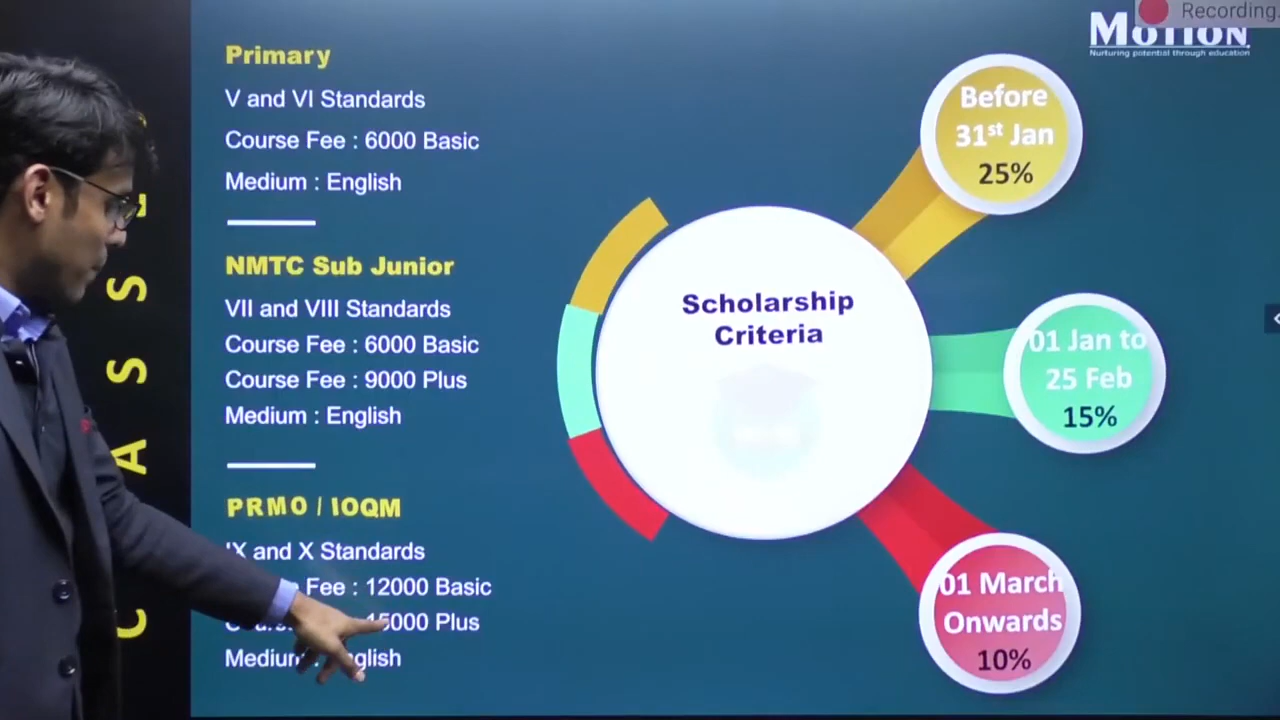 Recording.
MOTION
Nurturing potential through education
Primary
V and VI Standards
Course Fee : 6000 Basic
Medium : English
NMTC Sub Junior
VII and VIII Standards
Course Fee : 6000 Basic
Course Fee : 9000 Plus
Medium : English
PRMO / IOQM
IX and X Standards
Fee : 12000 Basic
15000 Plus
Medium : English
Scholarship
Criteria
Before
31st Jan
25%
01 Jan to
25 Feb
15%
01 March
Onwards
10%